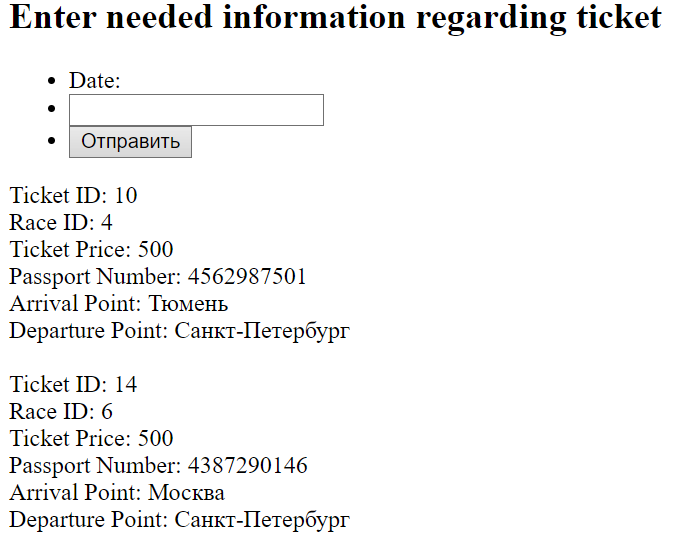 Enter needed information regarding ticket
Date:
Отправить
Ticket ID: 10
Race ID: 4
Ticket Price: 500
Passport Number: 4562987501
Arrival Point: Тюмень
Departure Point: Санкт-Петербург
Ticket ID: 14
Race ID: 6
Ticket Price: 500
Passport Number: 4387290146
Arrival Point: Москва
Departure Point: Санкт-Петербург